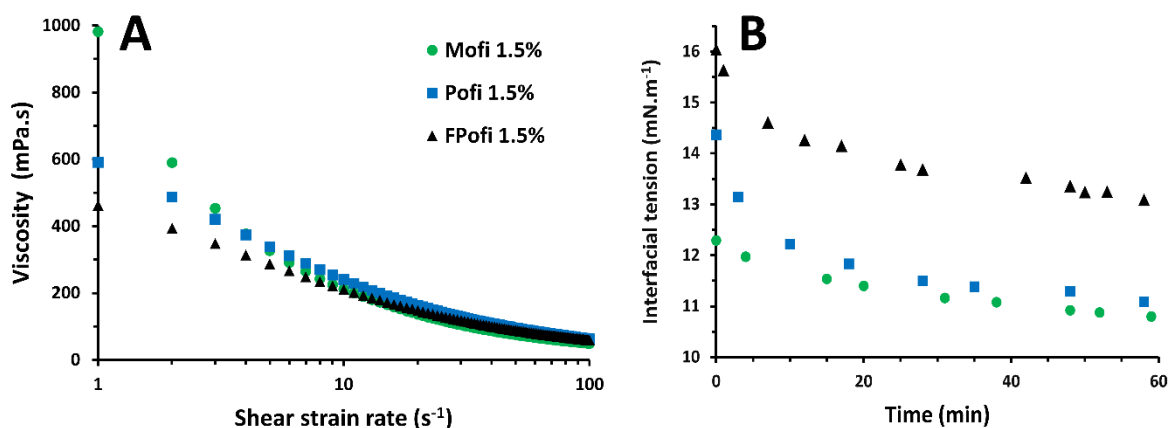 A
Viscosity (mPa.s)
1000
800
600
400
200
0
Mofi 1.5%
Pofi 1.5%
FPofi 1.5%
1 10 100
Shear strain rate (s⁻¹)
B
Interfacial tension (mN.m⁻¹)
16
15
14
13
12
11
10
0 20 40 60
Time (min)